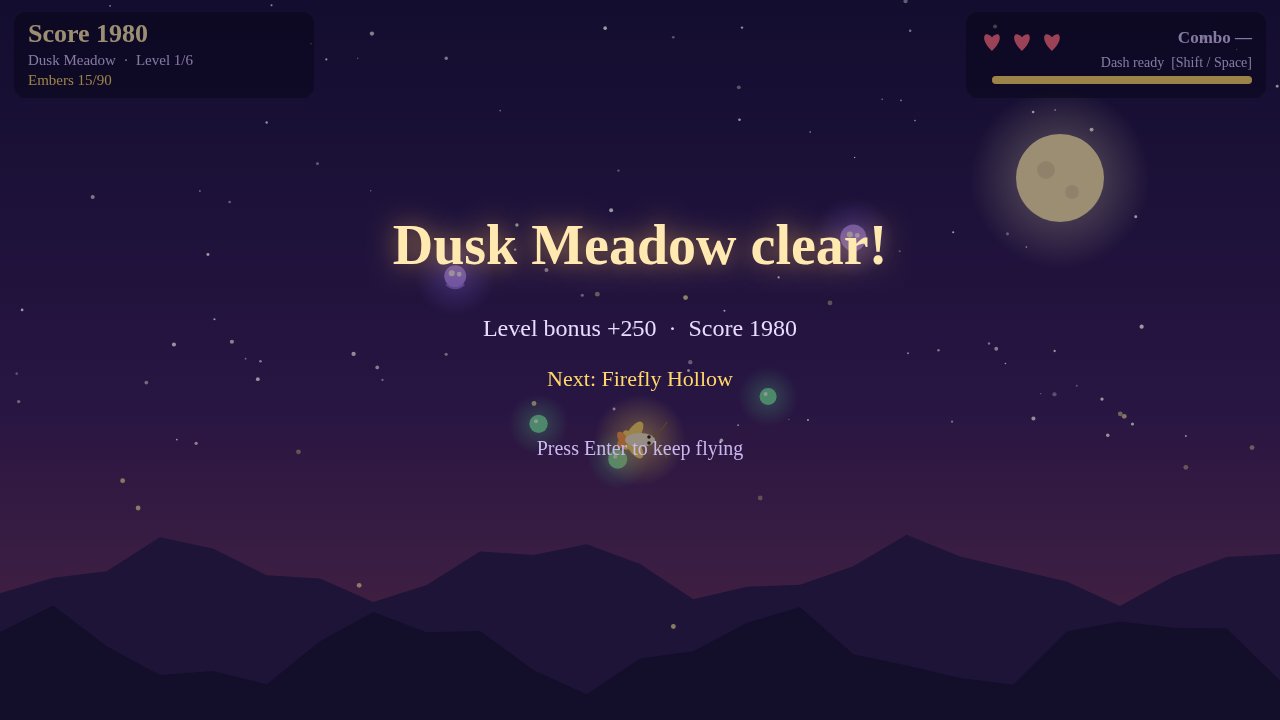 Score 1980
Dusk Meadow · Level 1/6
Embers 15/90
Combo —
Dash ready [Shift / Space]
Dusk Meadow clear!
Level bonus +250 · Score 1980
Next: Firefly Hollow
Press Enter to keep flying